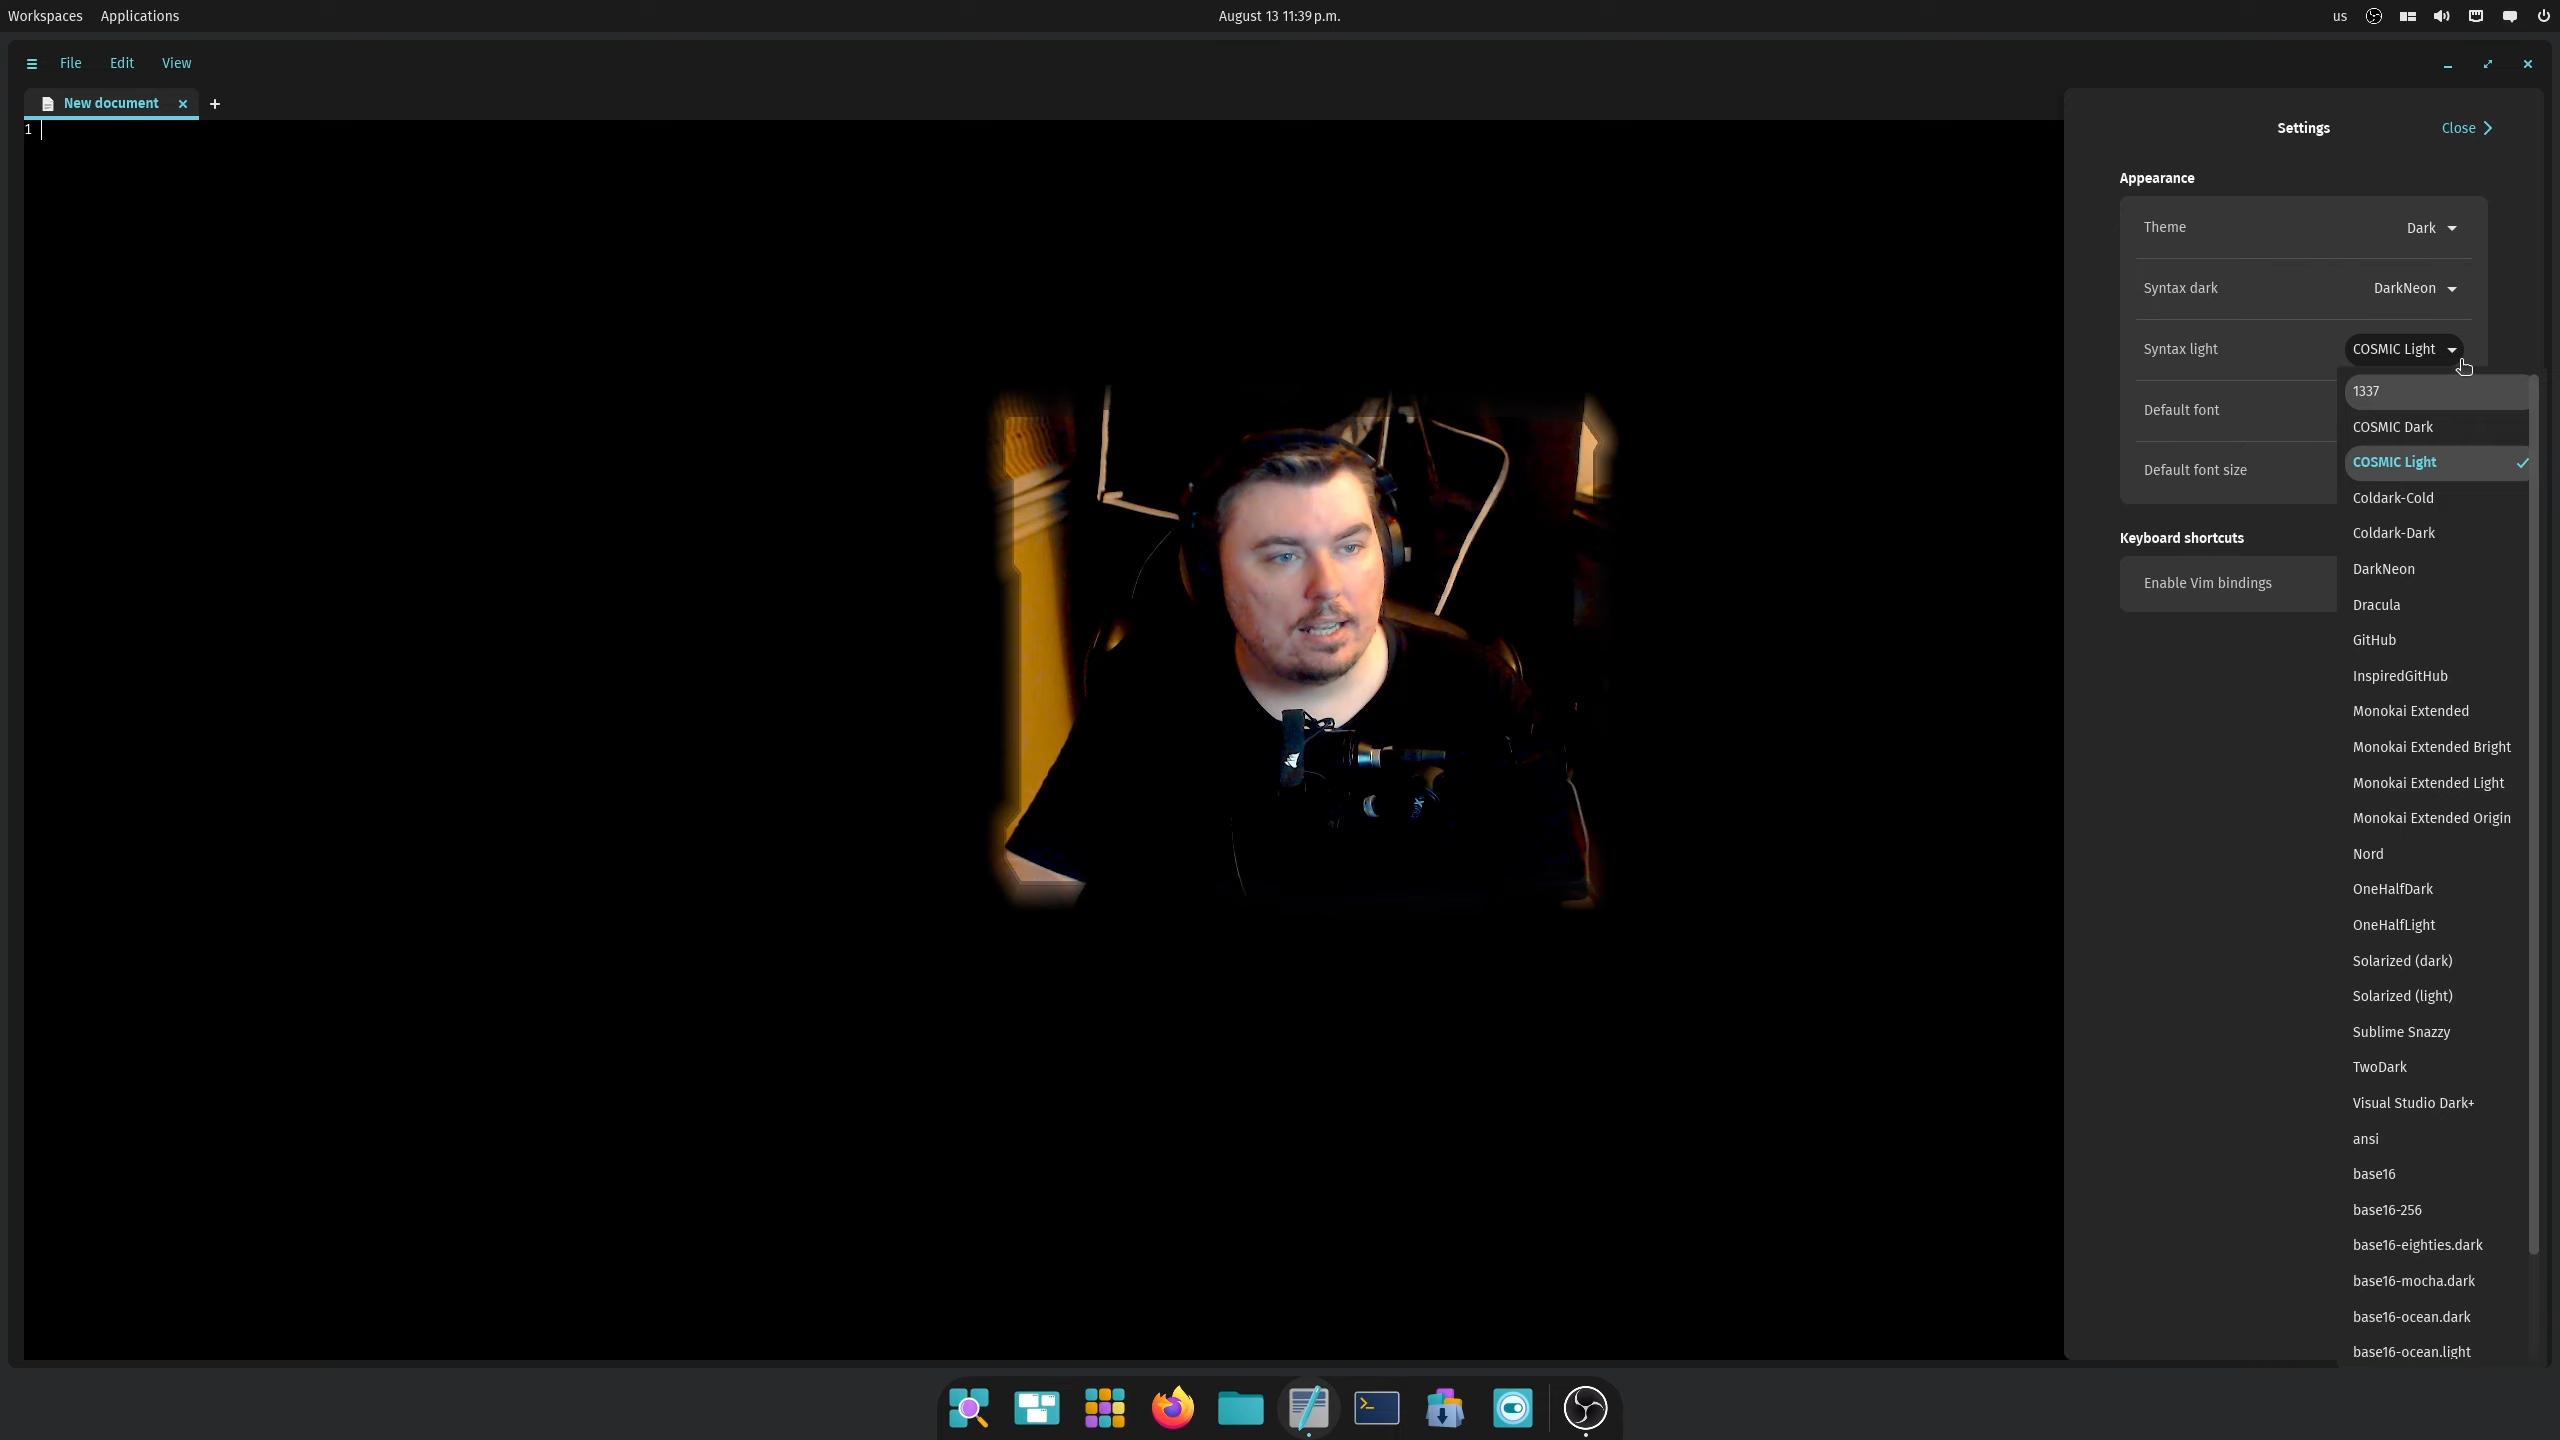 Workspaces Applications August 13 11:39 p.m. us
File Edit View
New document
1
Settings Close
Appearance
Theme Dark
Syntax dark DarkNeon
Syntax light COSMIC Light
Default font
Default font size
Keyboard shortcuts
Enable Vim bindings
1337
COSMIC Dark
COSMIC Light
Coldark-Cold
Coldark-Dark
DarkNeon
Dracula
GitHub
InspiredGitHub
Monokai Extended
Monokai Extended Bright
Monokai Extended Light
Monokai Extended Origin
Nord
OneHalfDark
OneHalfLight
Solarized (dark)
Solarized (light)
Sublime Snazzy
TwoDark
Visual Studio Dark+
ansi
base16
base16-256
base16-eighties.dark
base16-mocha.dark
base16-ocean.dark
base16-ocean.light